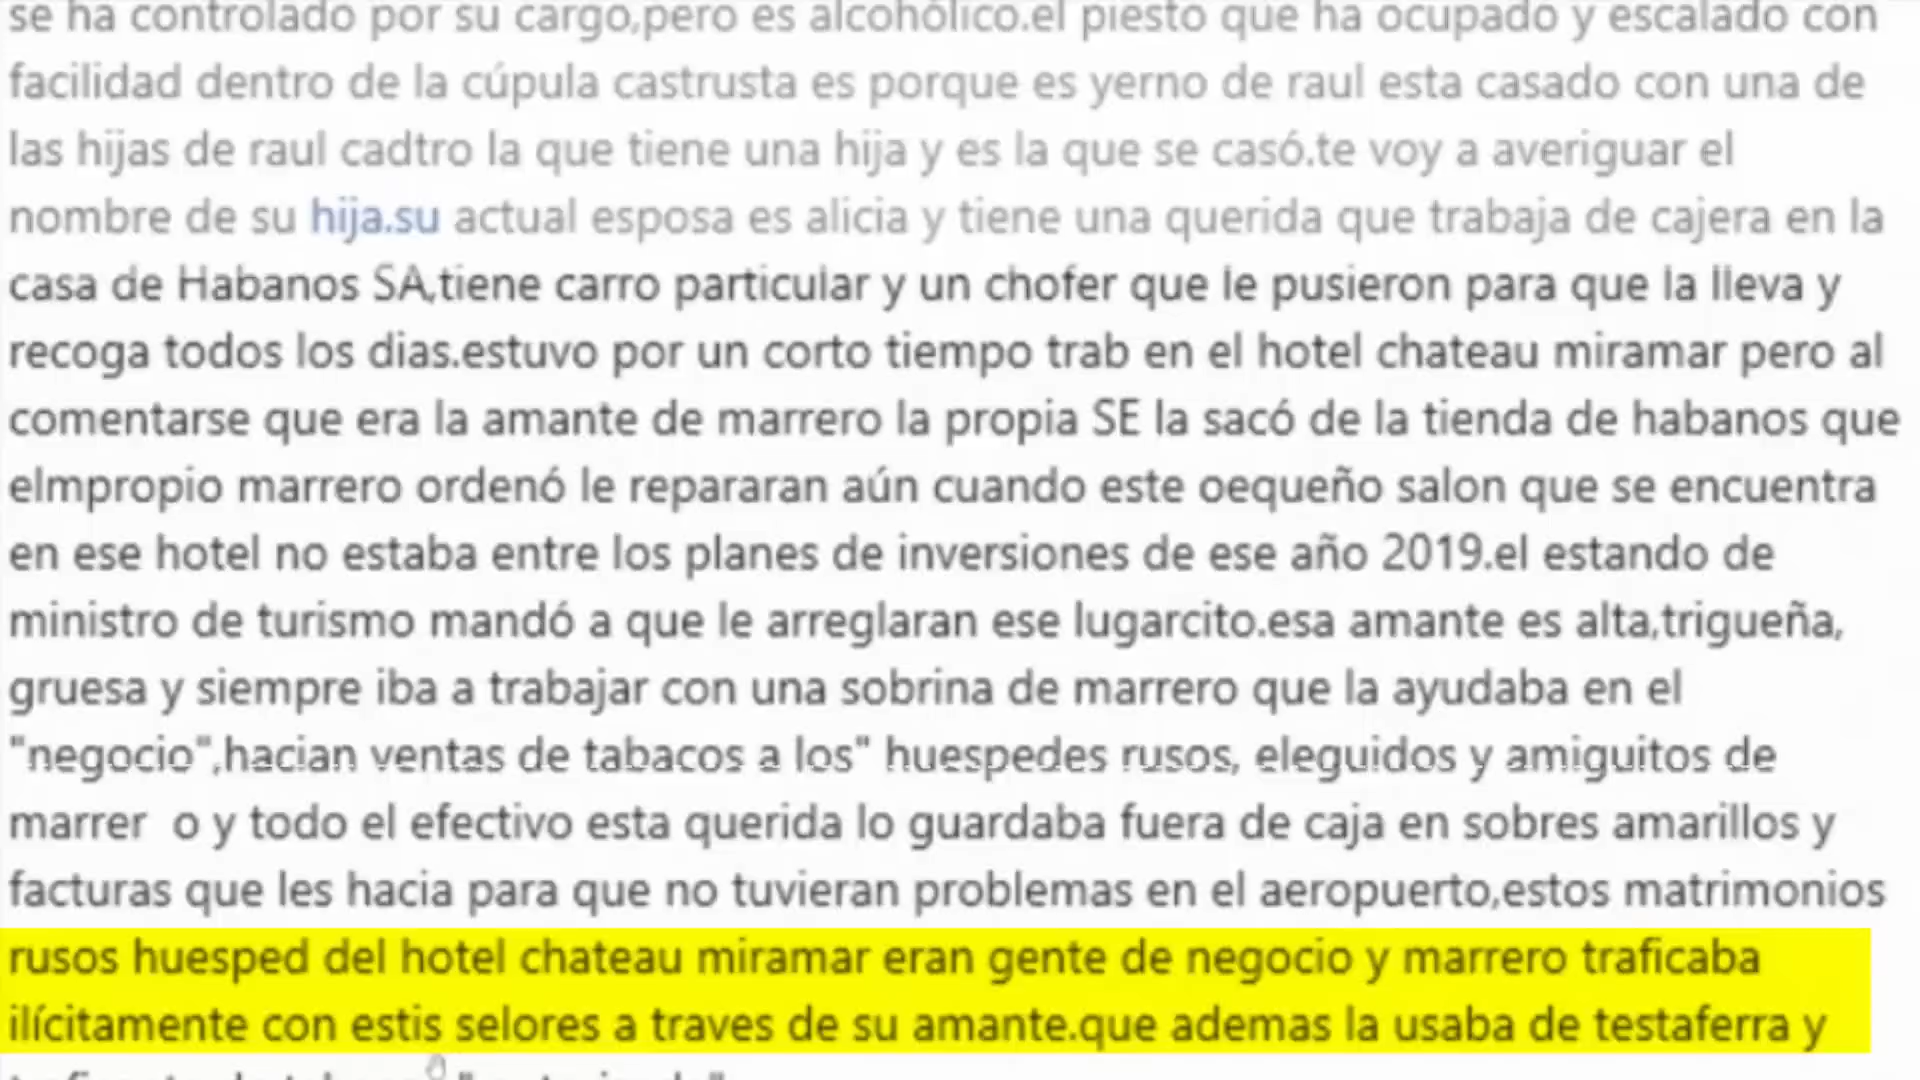 se ha controlado por su cargo,pero es alcohólico.el piesto que ha ocupado y escalado con
facilidad dentro de la cúpula castrusta es porque es yerno de raul esta casado con una de
las hijas de raul cadtro la que tiene una hija y es la que se casó.te voy a averiguar el
nombre de su hija.su actual esposa es alicia y tiene una querida que trabaja de cajera en la
casa de Habanos SA,tiene carro particular y un chofer que le pusieron para que la lleva y
recoga todos los dias.estuvo por un corto tiempo trab en el hotel chateau miramar pero al
comentarse que era la amante de marrero la propia SE la sacó de la tienda de habanos que
elmpropio marrero ordenó le repararan aún cuando este oequeño salon que se encuentra
en ese hotel no estaba entre los planes de inversiones de ese año 2019.el estando de
ministro de turismo mandó a que le arreglaran ese lugarcito.esa amante es alta,trigueña,
gruesa y siempre iba a trabajar con una sobrina de marrero que la ayudaba en el
"negocio",hacian ventas de tabacos a los" huespedes rusos, eleguidos y amiguitos de
marrer  o y todo el efectivo esta querida lo guardaba fuera de caja en sobres amarillos y
facturas que les hacia para que no tuvieran problemas en el aeropuerto,estos matrimonios
rusos huesped del hotel chateau miramar eran gente de negocio y marrero traficaba
ilícitamente con estis selores a traves de su amante.que ademas la usaba de testaferra y